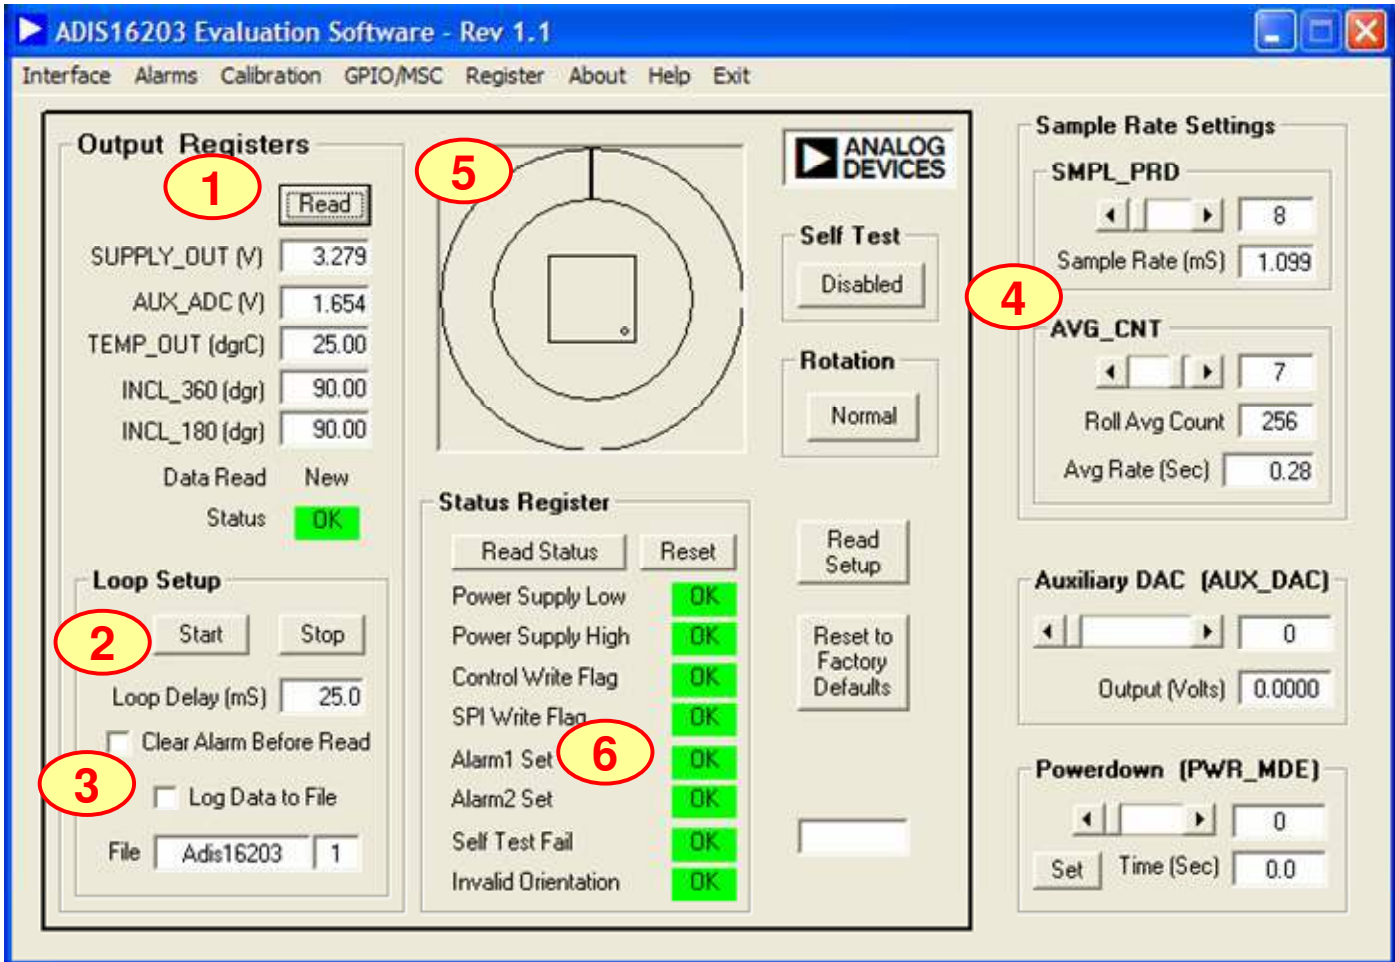 ADIS16203 Evaluation Software - Rev 1.1
Interface Alarms Calibration GPIO/MSC Register About Help Exit
Output Registers
1
Read
SUPPLY_OUT (V) 3.279
AUX_ADC (V) 1.654
TEMP_OUT (dgrC) 25.00
INCL_360 (dgr) 90.00
INCL_180 (dgr) 90.00
Data Read New
Status OK
Loop Setup
2
Start Stop
Loop Delay (mS) 25.0
Clear Alarm Before Read
3
Log Data to File
File Adis16203 1
5
Status Register
Read Status Reset
Power Supply Low OK
Power Supply High OK
Control Write Flag OK
SPI Write Flag OK
6
Alarm1 Set OK
Alarm2 Set OK
Self Test Fail OK
Invalid Orientation OK
ANALOG
DEVICES
Self Test
Disabled
Rotation
Normal
Read
Setup
Reset to
Factory
Defaults
Sample Rate Settings
SMPL_PRD
8
Sample Rate (mS) 1.099
4
AVG_CNT
7
Roll Avg Count 256
Avg Rate (Sec) 0.28
Auxiliary DAC (AUX_DAC)
0
Output (Volts) 0.0000
Powerdown (PWR_MDE)
0
Set Time (Sec) 0.0